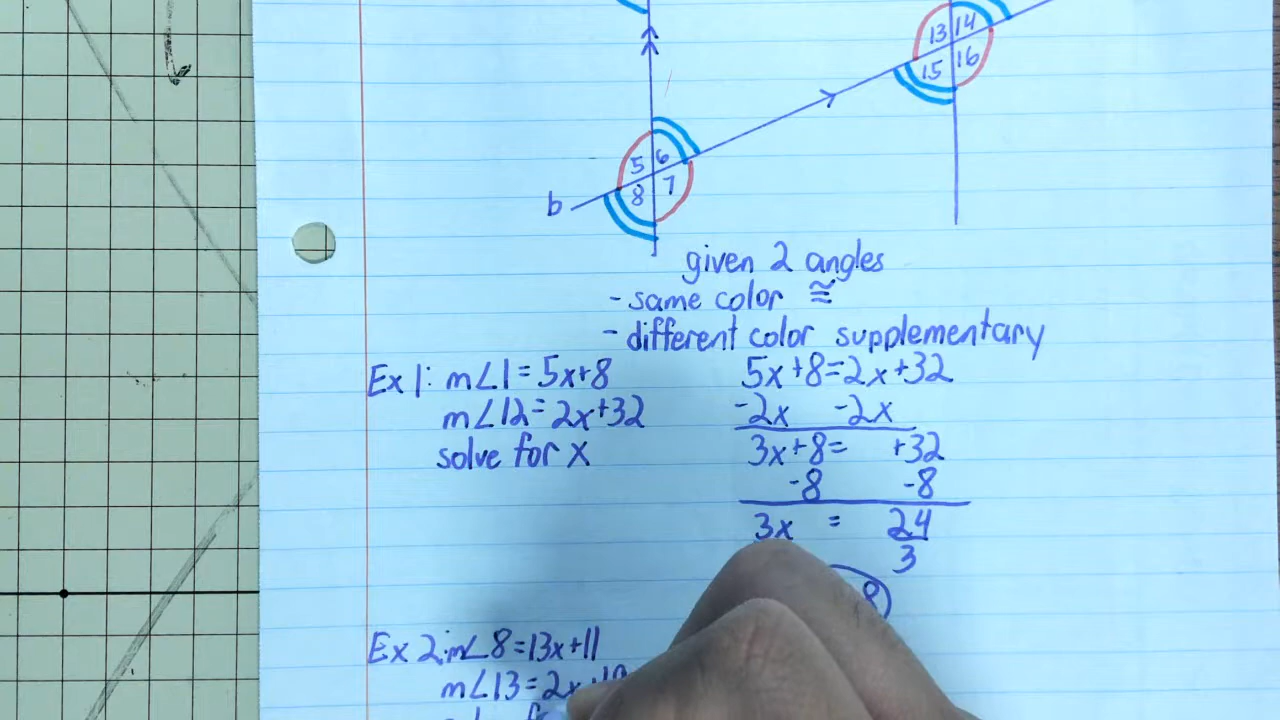 13 14
15 16
5 6
8 7
b
given 2 angles
- same color ≅
- different color supplementary
Ex 1: m∠1 = 5x+8
m∠12 = 2x+32
solve for x
5x+8=2x+32
-2x -2x
3x+8= +32
-8 -8
3x = 24
3
8
Ex 2: m∠8=13x+11
m∠13=2x